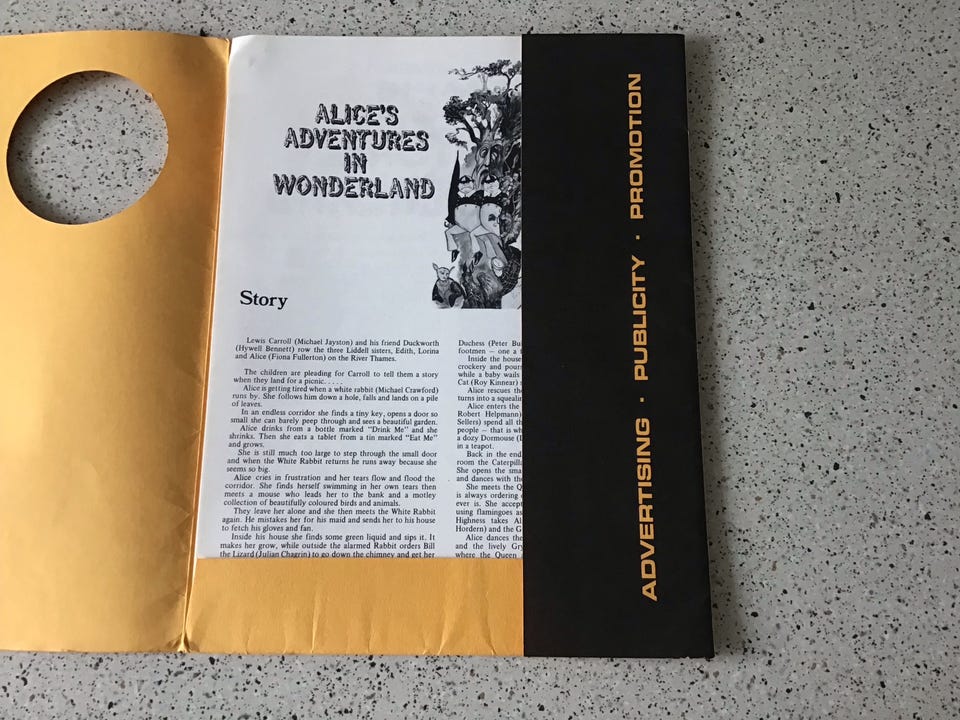 ALICE'S
ADVENTURES
IN
WONDERLAND
Story
Lewis Carroll (Michael Jayston) and his friend Duckworth
(Hywell Bennett) row the three Liddell sisters, Edith, Lorina
and Alice (Fiona Fullerton) on the River Thames.
The children are pleading for Carroll to tell them a story
when they land for a picnic. . . . .
Alice is getting tired when a white rabbit (Michael Crawford)
runs by. She follows him down a hole, falls and lands on a pile
of leaves.
In an endless corridor she finds a tiny key, opens a door so
small she can barely peep through and sees a beautiful garden.
Alice drinks from a bottle marked "Drink Me" and she
shrinks. Then she eats a tablet from a tin marked "Eat Me"
and grows.
She is still much too large to step through the small door
and when the White Rabbit returns he runs away because she
seems so big.
Alice cries in frustration and her tears flow and flood the
corridor. She finds herself swimming in her own tears then
meets a mouse who leads her to the bank and a motley
collection of beautifully coloured birds and animals.
They leave her alone and she then meets the White Rabbit
again. He mistakes her for his maid and sends her to his house
to fetch his gloves and fan.
Inside his house she finds some green liquid and sips it. It
makes her grow, while outside the alarmed Rabbit orders Bill
the Lizard (Julian Chagrin) to go down the chimney and get her
Duchess (Peter Bu
footmen – one a f
Inside the house
crockery and pours
while a baby wails
Cat (Roy Kinnear) s
Alice rescues the
turns into a squealin
Alice enters the
Robert Helpmann)
Sellers) spend all th
people – that is wh
a dozy Dormouse (D
in a teapot.
Back in the end
room the Caterpilla
She opens the sma
and dances with the
She meets the Q
is always ordering
ever is. She accept
using flamingoes as
Highness takes Al
Hordern) and the G
Alice dances the
and the lively Gry
where the Queen
ADVERTISING · PUBLICITY · PROMOTION